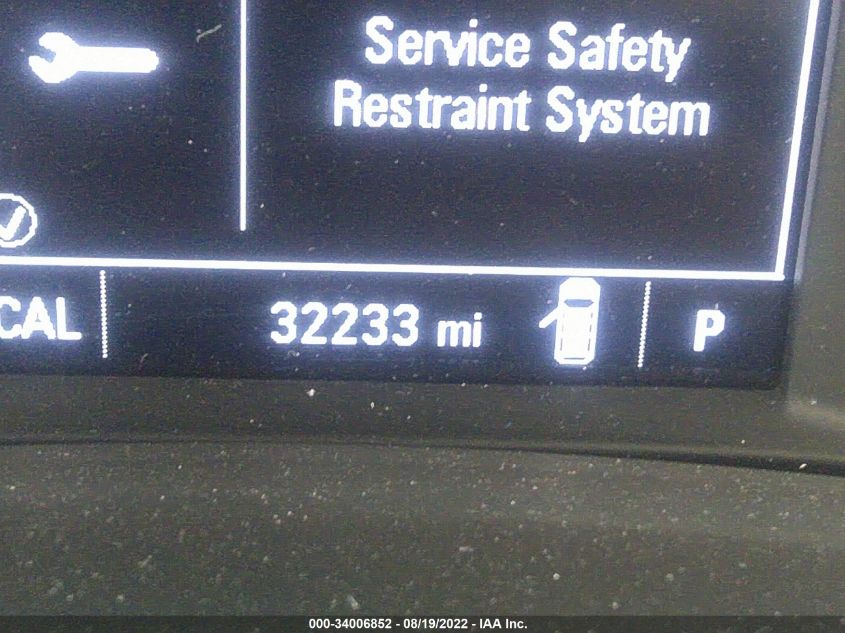 Service Safety
Restraint System
CAL
32233 mi
P
000-34006852 - 08/19/2022 - IAA Inc.